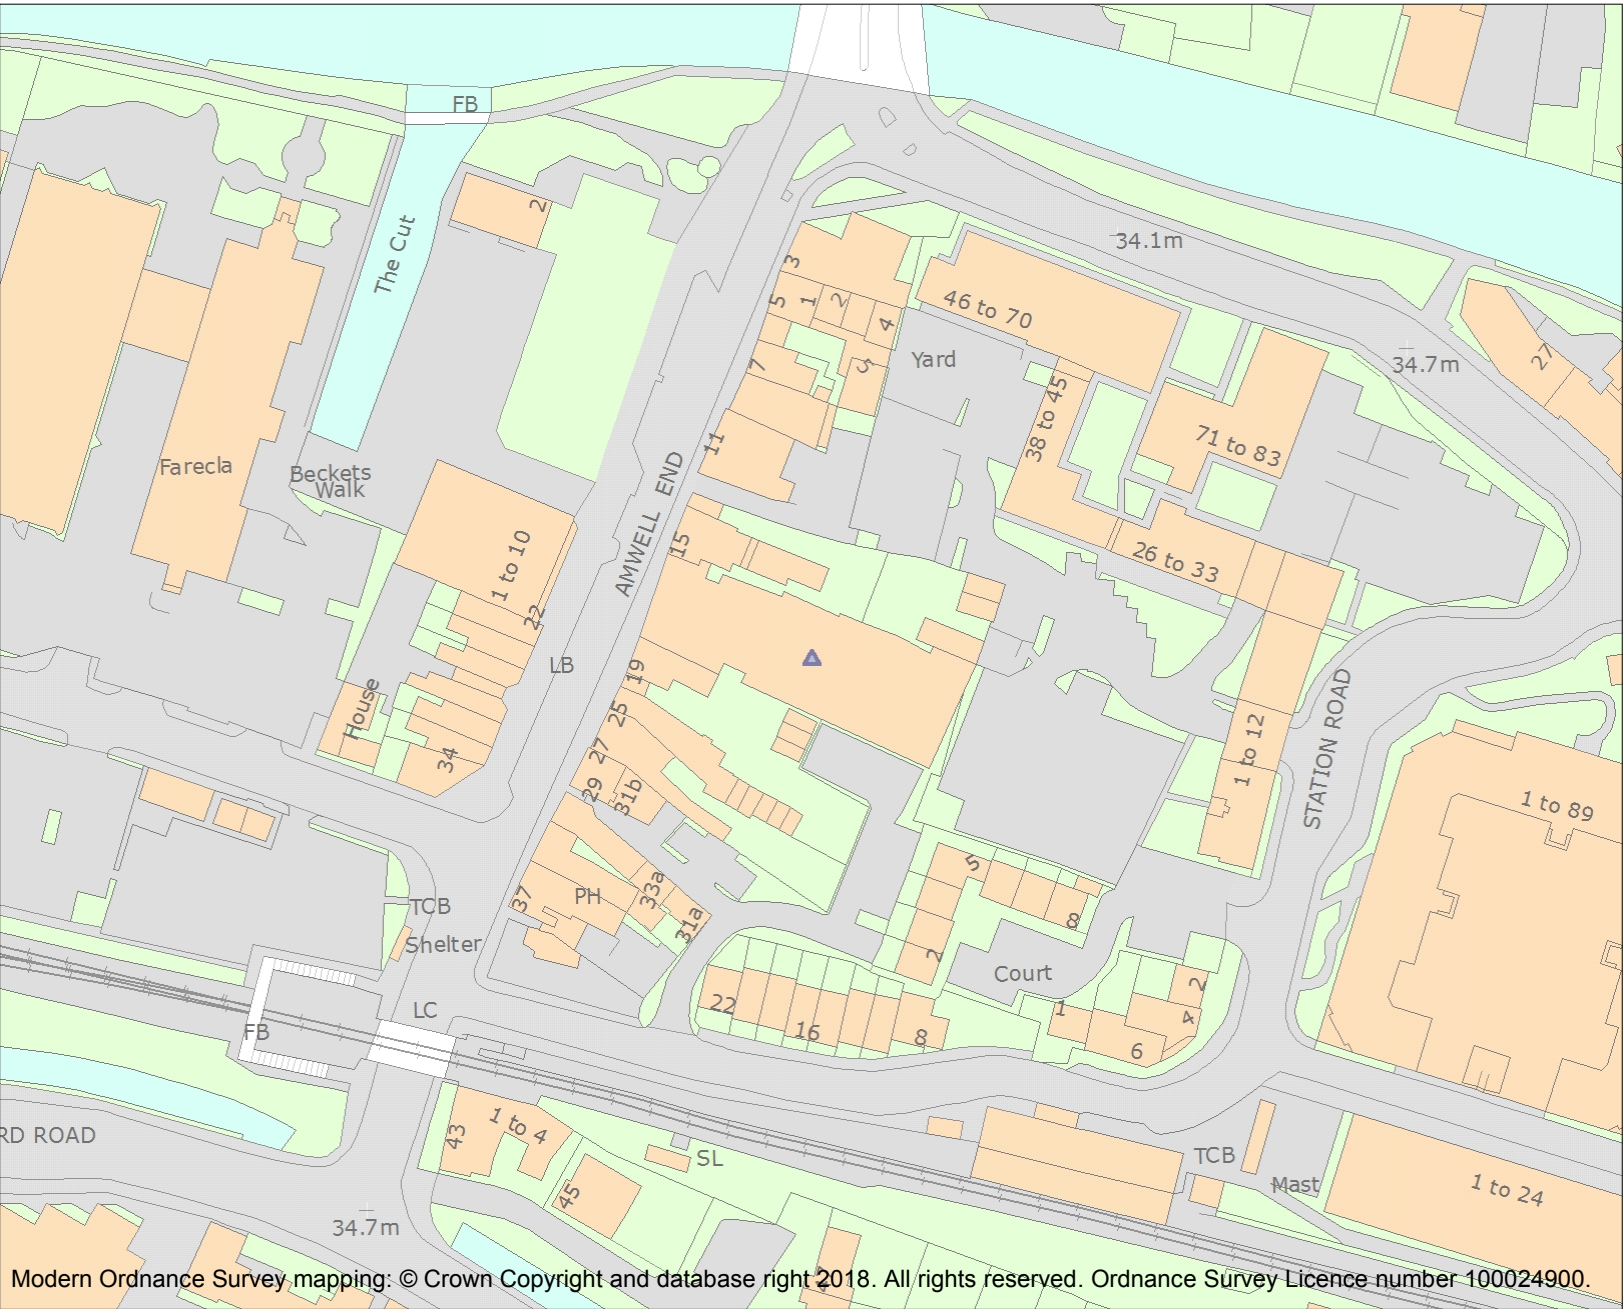 FB
2
The Cut
34.1m
3
5
1
2
4
46 to 70
Yard
7
5
34.7m
27
38 to 45
11
71 to 83
Farecla
Beckets
Walk
AMWELL END
15
1 to 10
26 to 33
22
LB
19
House
25
STATION ROAD
27
34
29
31b
1 to 12
1 to 89
5
PH
33a
37
TCB
31a
8
Shelter
2
Court
2
22
LC
1
4
FB
16
8
6
RD ROAD
43
1 to 4
SL
TCB
45
Mast
1 to 24
34.7m
Modern Ordnance Survey mapping: © Crown Copyright and database right 2018. All rights reserved. Ordnance Survey Licence number 100024900.